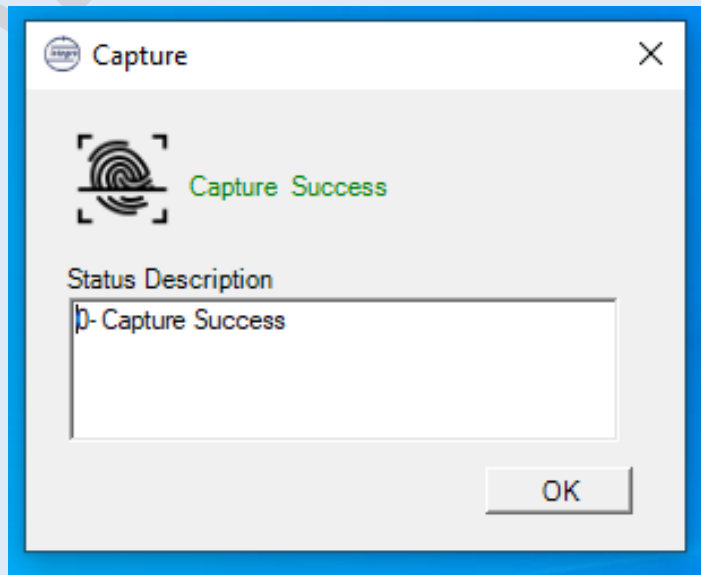 Capture
Capture Success
Status Description
0- Capture Success
OK